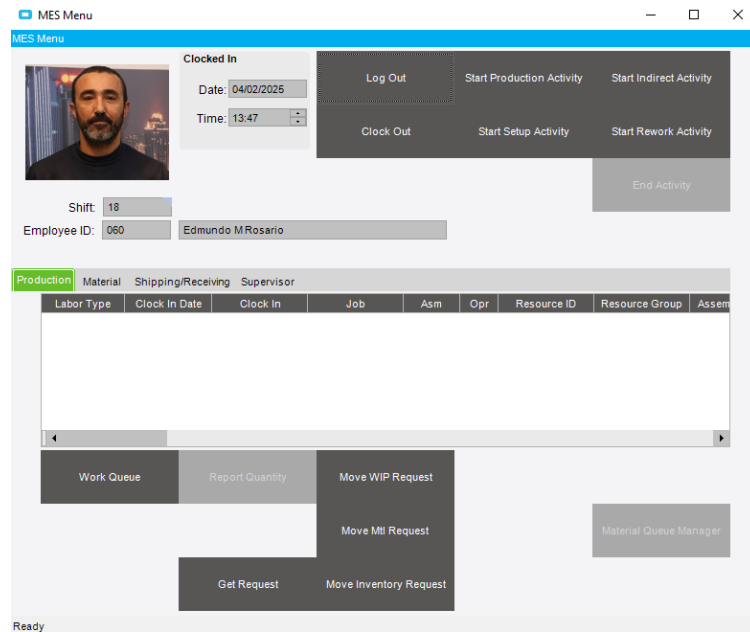 MES Menu
MES Menu
Clocked In
Date: 04/02/2025
Time: 13:47
Log Out
Start Production Activity
Start Indirect Activity
Clock Out
Start Setup Activity
Start Rework Activity
End Activity
Shift: 18
Employee ID: 060 Edmundo M Rosario
Production Material Shipping/Receiving Supervisor
Labor Type Clock In Date Clock In Job Asm Opr Resource ID Resource Group Assem
Work Queue Report Quantity Move WIP Request
Move Mtl Request Material Queue Manager
Get Request Move Inventory Request
Ready